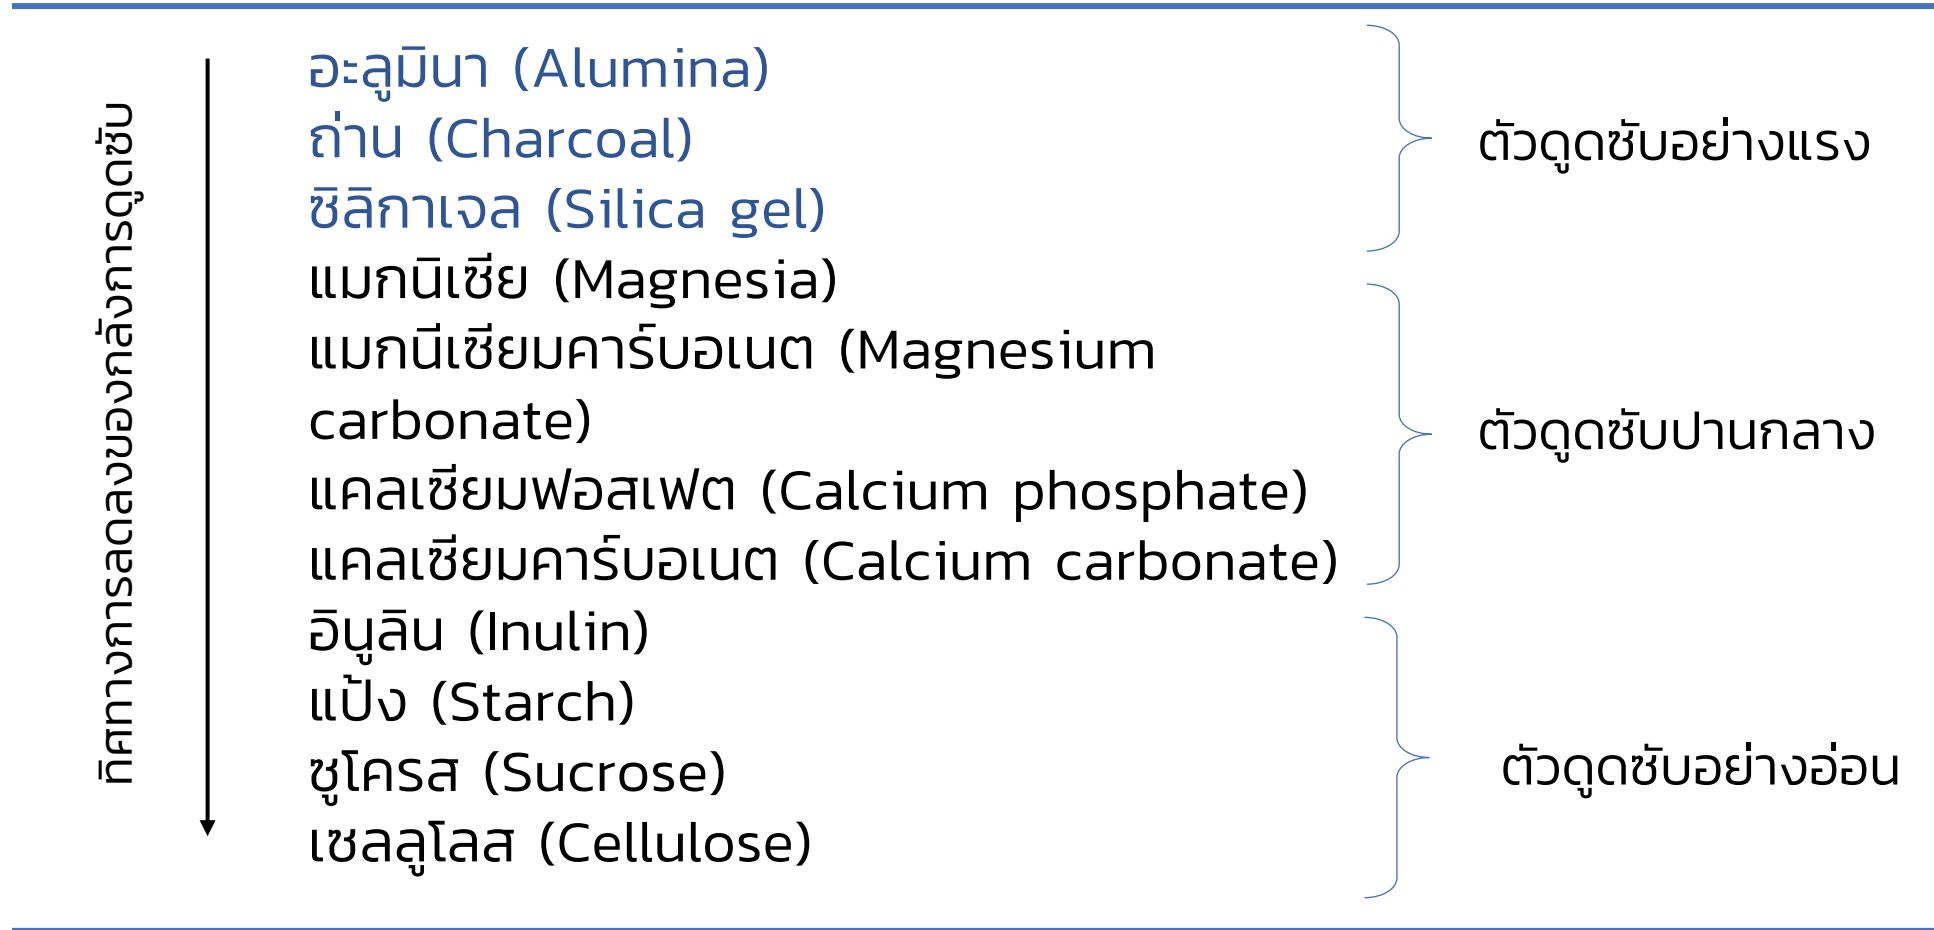 ทิศทางการลดลงของกลังการดูดซับ
อะลูมินา (Alumina)
ถ่าน (Charcoal)
ซิลิกาเจล (Silica gel)
แมกนิเซีย (Magnesia)
แมกนีเซียมคาร์บอเนต (Magnesium
carbonate)
แคลเซียมฟอสเฟต (Calcium phosphate)
แคลเซียมคาร์บอเนต (Calcium carbonate)
อินูลิน (Inulin)
แป้ง (Starch)
ซูโครส (Sucrose)
เซลลูโลส (Cellulose)
ตัวดูดซับอย่างแรง
ตัวดูดซับปานกลาง
ตัวดูดซับอย่างอ่อน